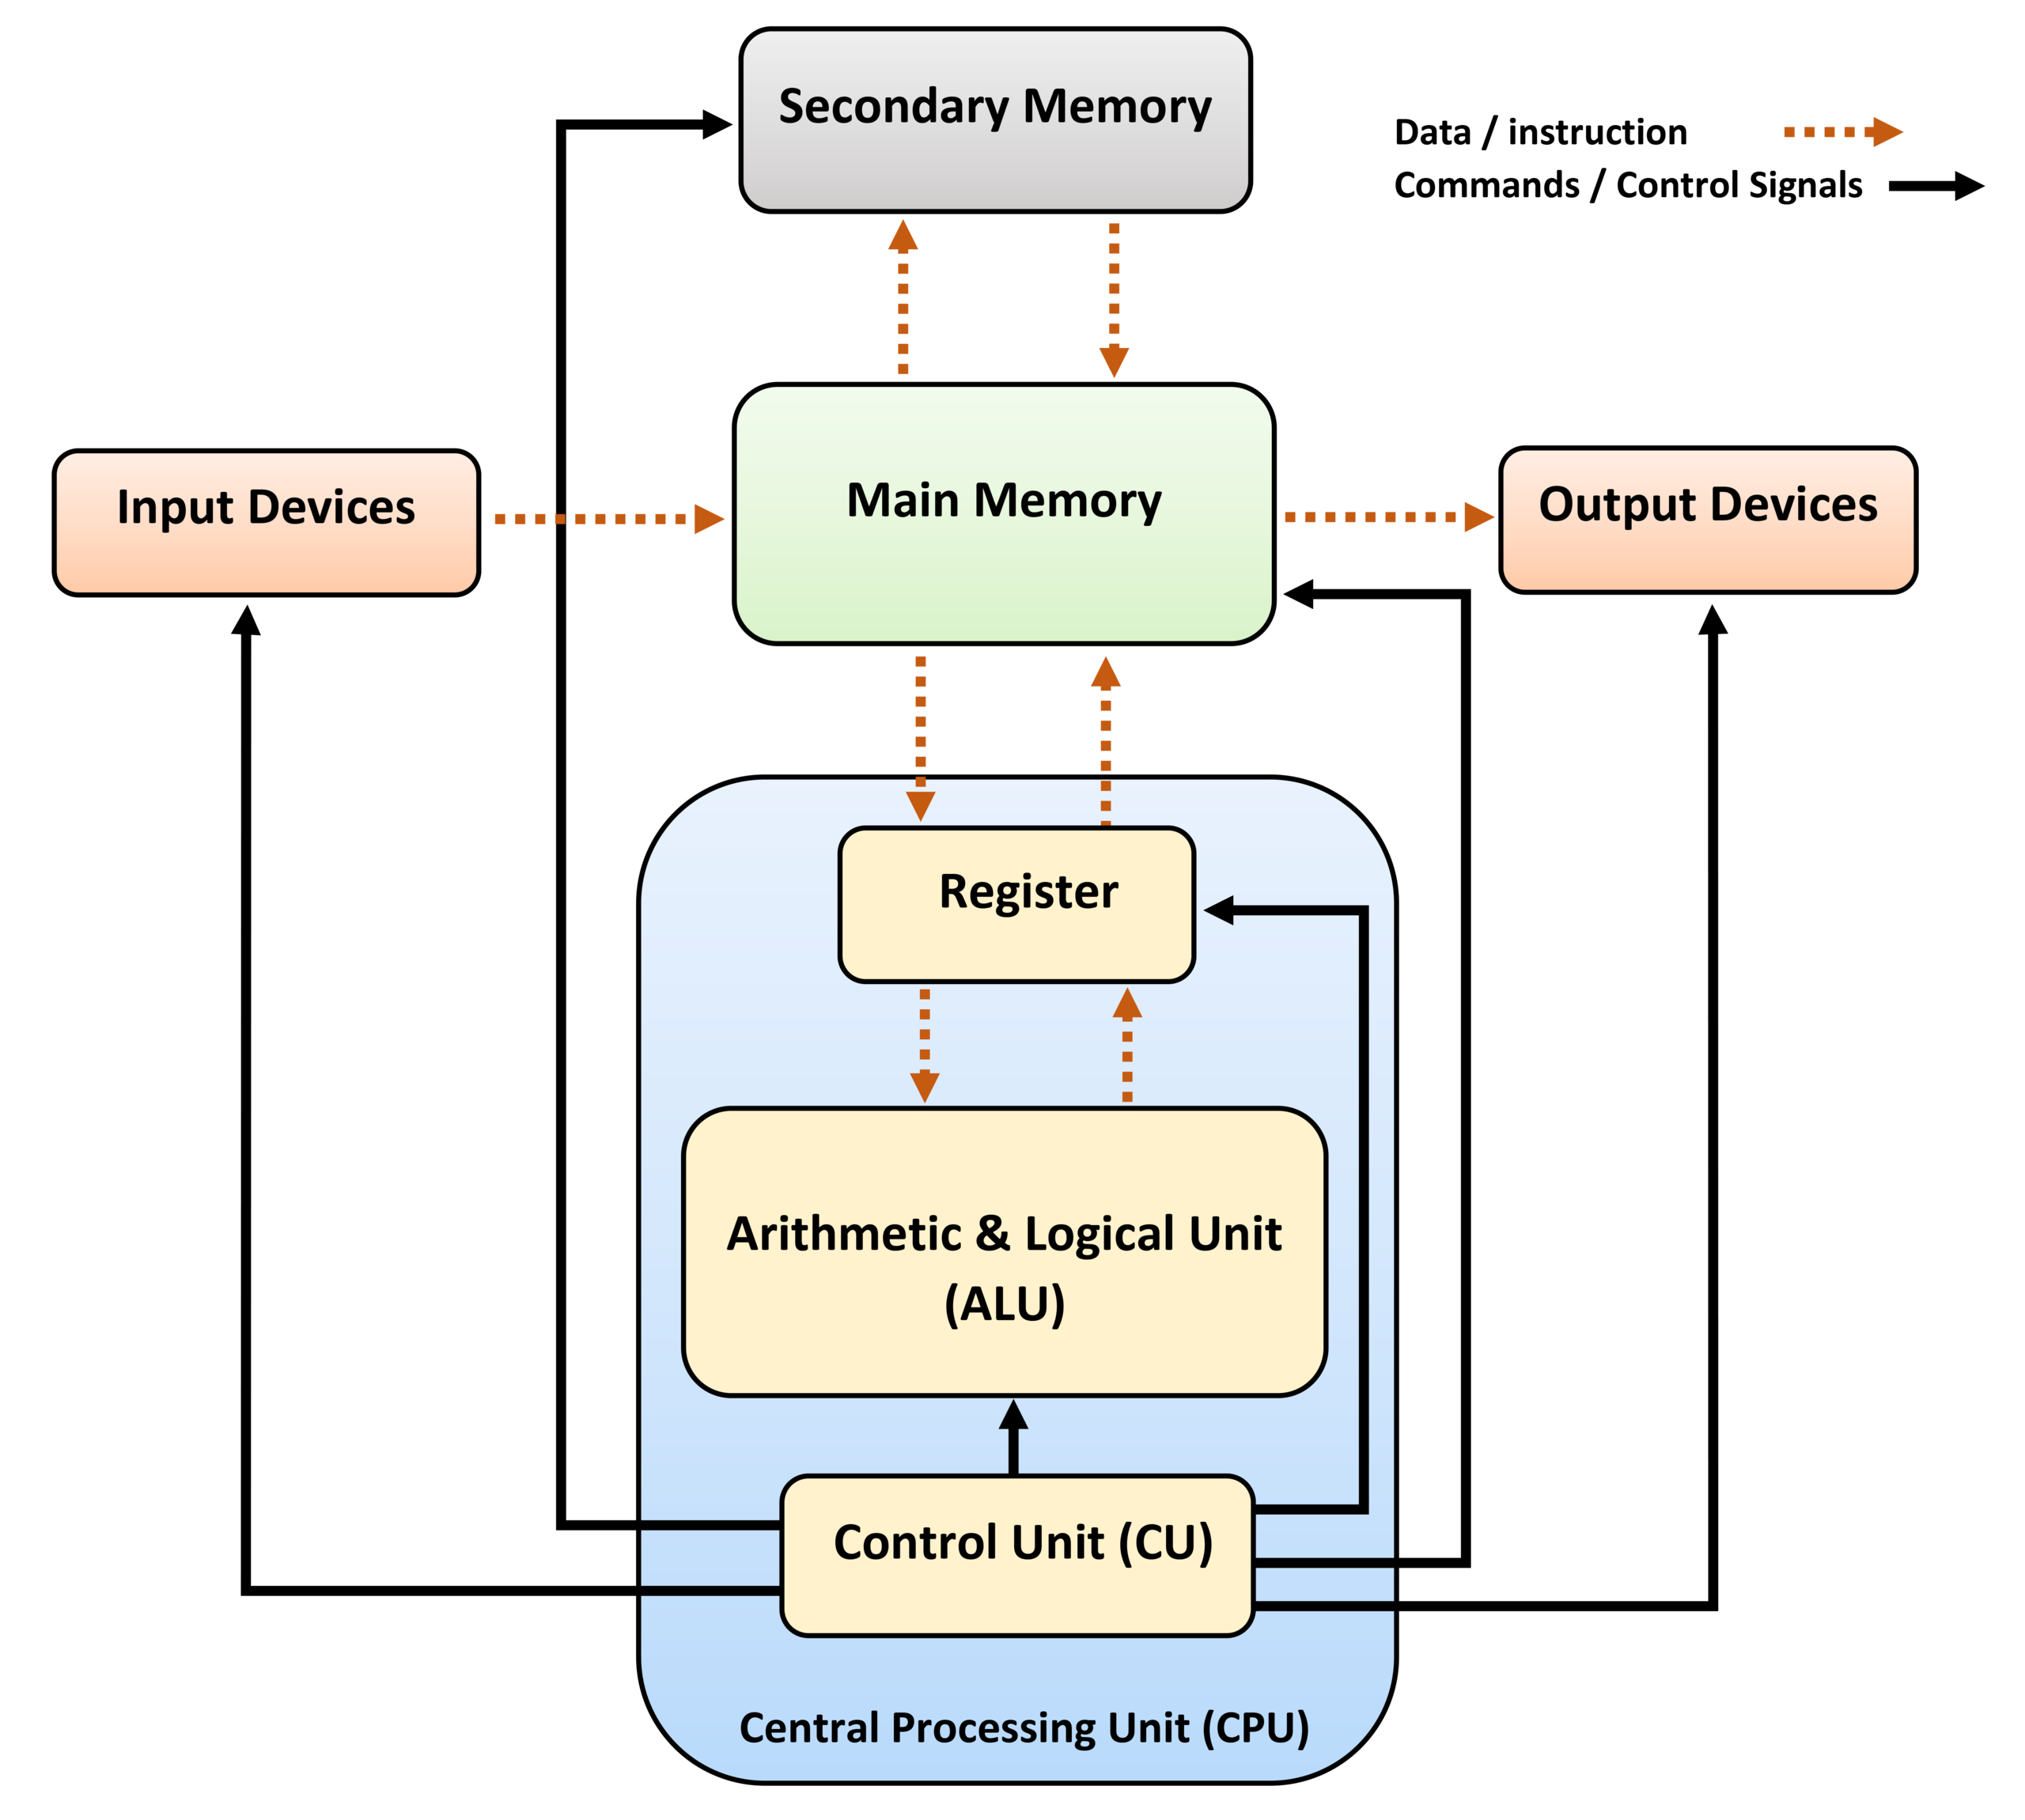 Secondary Memory
Data / instruction
Commands / Control Signals
Input Devices
Main Memory
Output Devices
Register
Arithmetic & Logical Unit
(ALU)
Control Unit (CU)
Central Processing Unit (CPU)